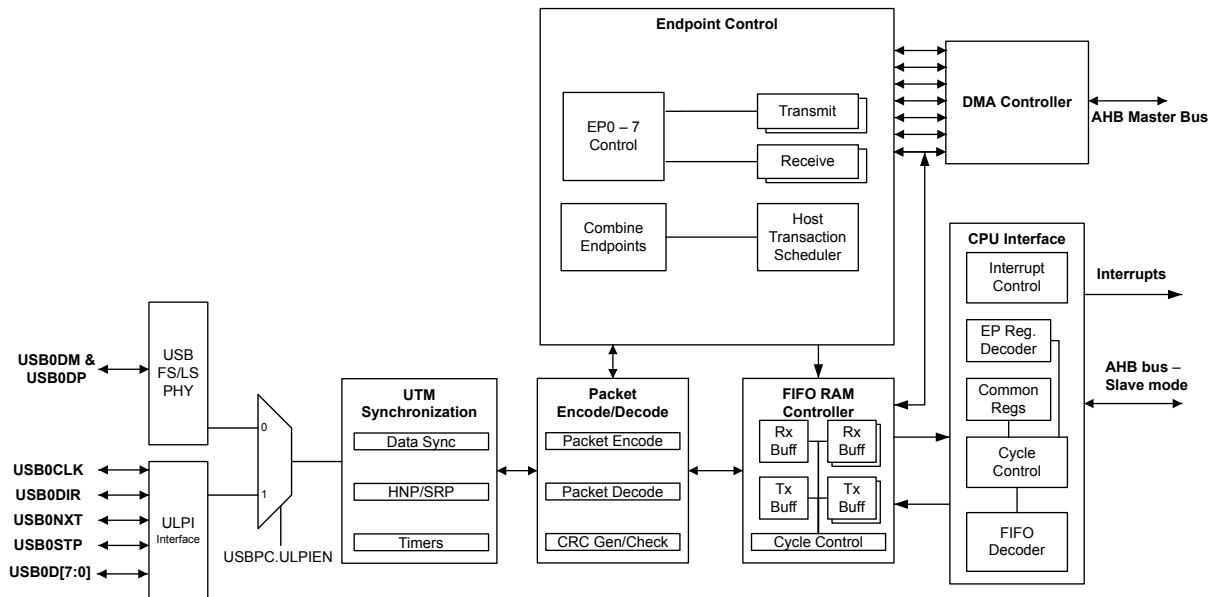 Endpoint Control
EP0 – 7
Control
Transmit
Receive
Combine
Endpoints
Host
Transaction
Scheduler
DMA Controller
AHB Master Bus
CPU Interface
Interrupt
Control
Interrupts
EP Reg.
Decoder
Common
Regs
Cycle
Control
FIFO
Decoder
AHB bus –
Slave mode
USB0DM &
USB0DP
USB
FS/LS
PHY
USB0CLK
USB0DIR
USB0NXT
USB0STP
USB0D[7:0]
ULPI
Interface
0
1
USBPC.ULPIEN
UTM
Synchronization
Data Sync
HNP/SRP
Timers
Packet
Encode/Decode
Packet Encode
Packet Decode
CRC Gen/Check
FIFO RAM
Controller
Rx
Buff
Rx
Buff
Tx
Buff
Tx
Buff
Cycle Control